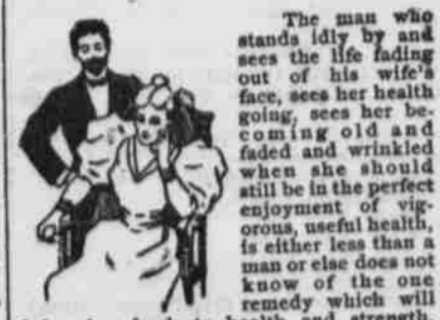 The man who
stands idly by and
sees the life fading
out of his wife's
face, sees her health
going, sees her be-
coming old and
faded and wrinkled
when she should
still be in the perfect
enjoyment of vig-
orous, useful health,
is either less than a
man or else does not
know of the one
remedy which will
health and strength.